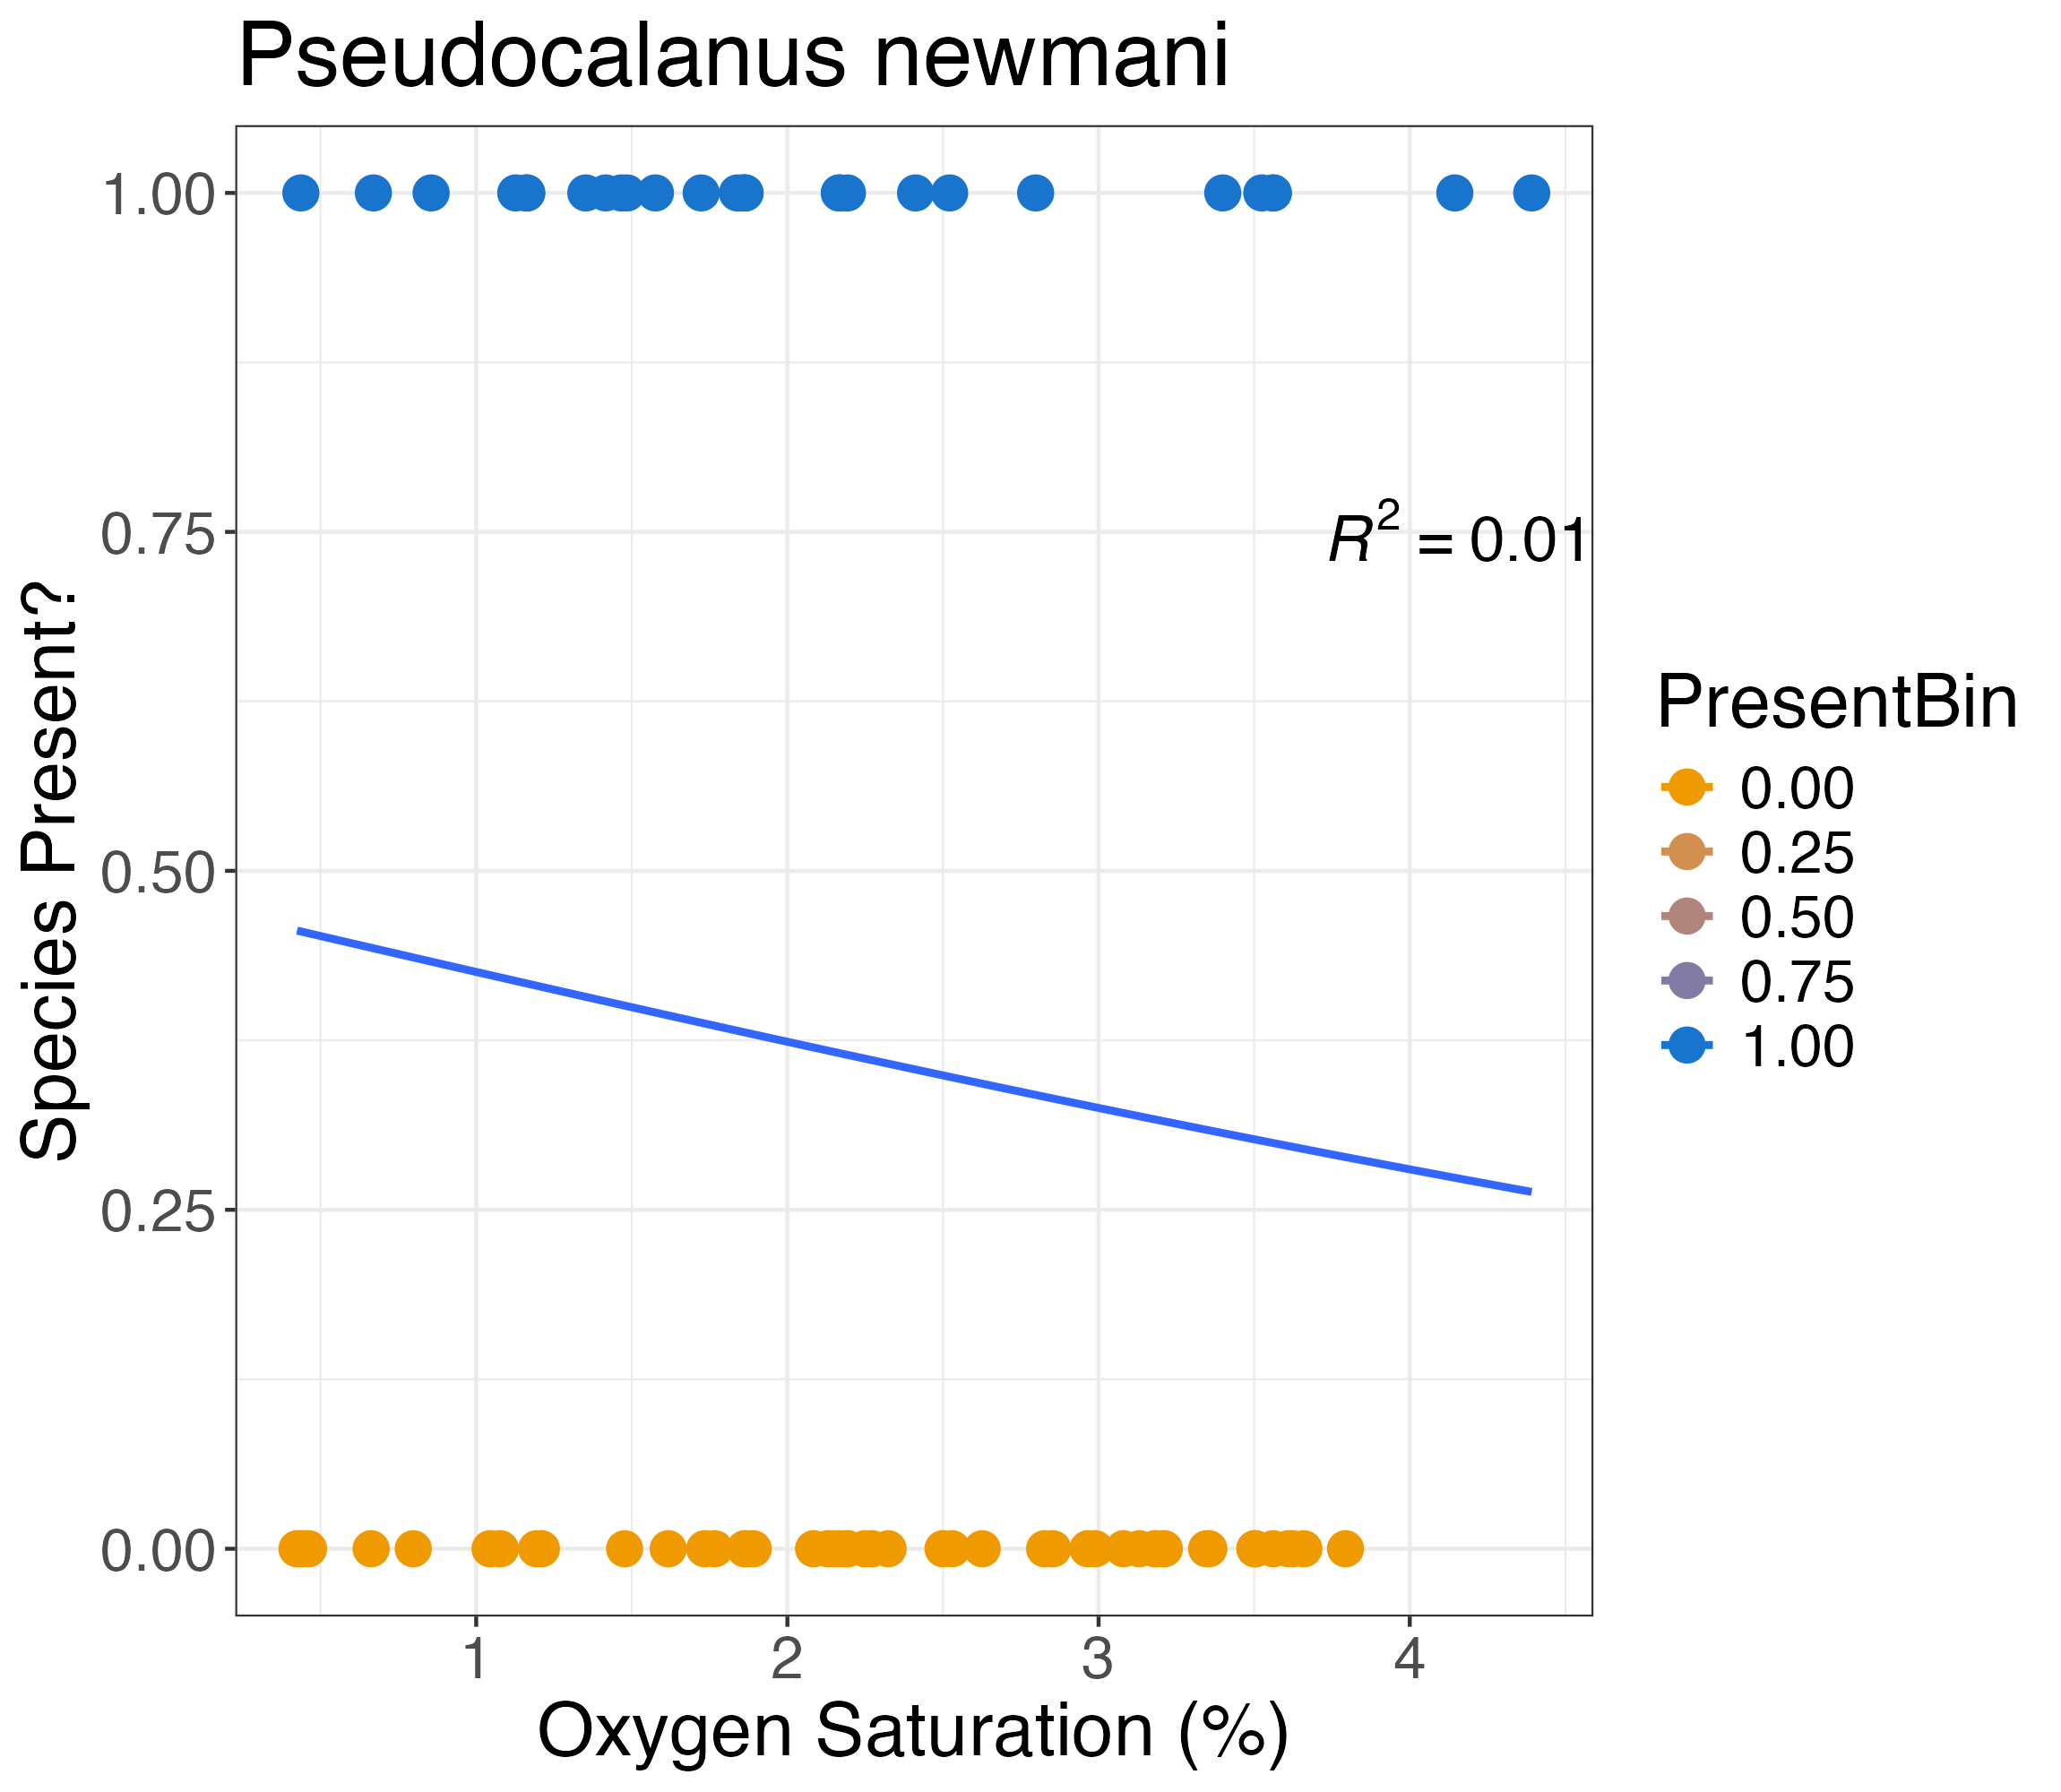 Pseudocalanus newmani
1.00
0.75
0.50
0.25
0.00
Species Present?
R² = 0.01
1
2
3
4
Oxygen Saturation (%)
PresentBin
0.00
0.25
0.50
0.75
1.00